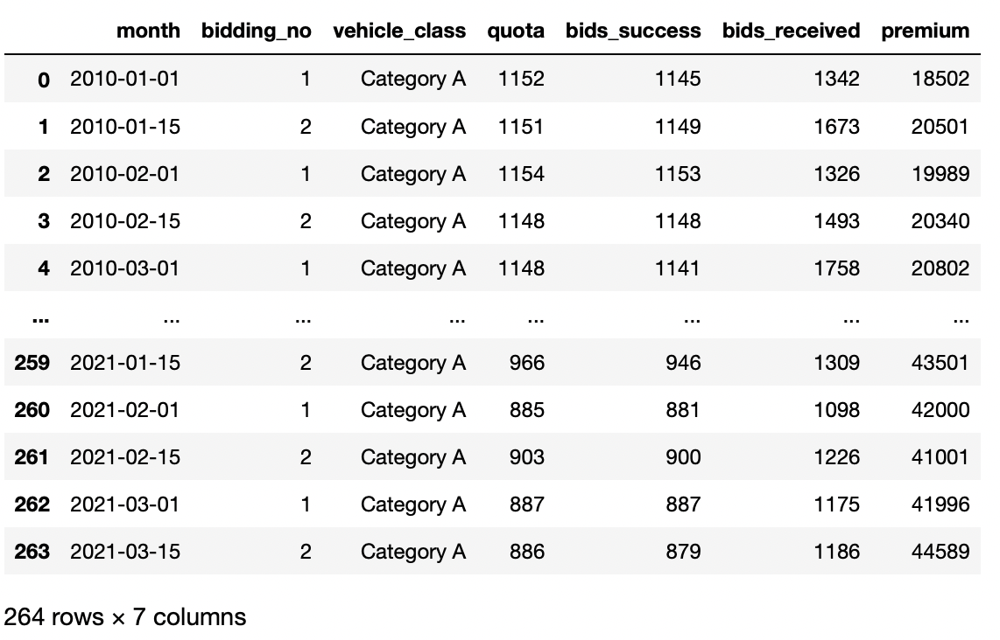 month bidding_no vehicle_class quota bids_success bids_received premium
0 2010-01-01 1 Category A 1152 1145 1342 18502
1 2010-01-15 2 Category A 1151 1149 1673 20501
2 2010-02-01 1 Category A 1154 1153 1326 19989
3 2010-02-15 2 Category A 1148 1148 1493 20340
4 2010-03-01 1 Category A 1148 1141 1758 20802
... ... ... ... ... ... ... ...
259 2021-01-15 2 Category A 966 946 1309 43501
260 2021-02-01 1 Category A 885 881 1098 42000
261 2021-02-15 2 Category A 903 900 1226 41001
262 2021-03-01 1 Category A 887 887 1175 41996
263 2021-03-15 2 Category A 886 879 1186 44589
264 rows × 7 columns